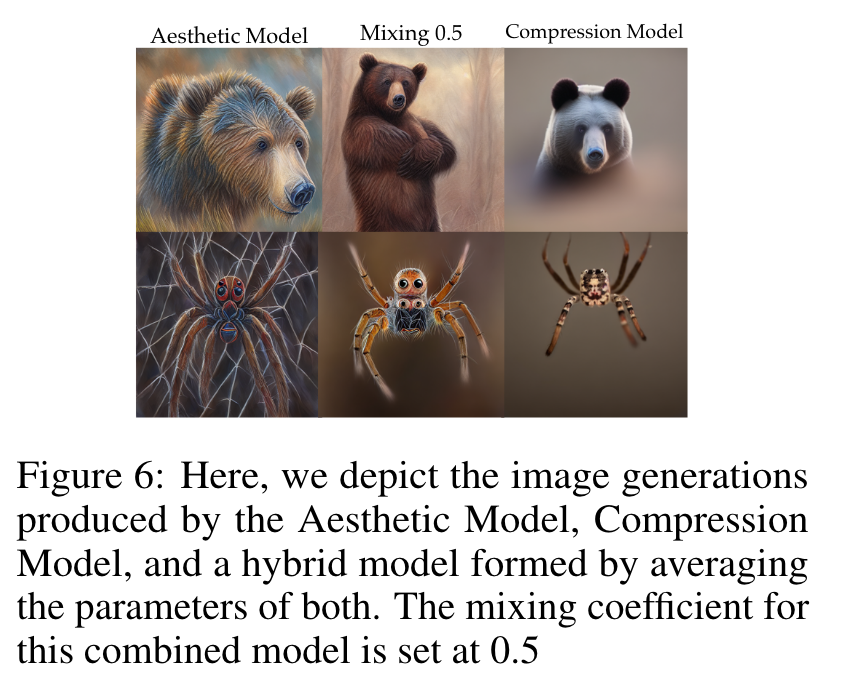 Aesthetic Model Mixing 0.5 Compression Model
Figure 6: Here, we depict the image generations
produced by the Aesthetic Model, Compression
Model, and a hybrid model formed by averaging
the parameters of both. The mixing coefficient for
this combined model is set at 0.5